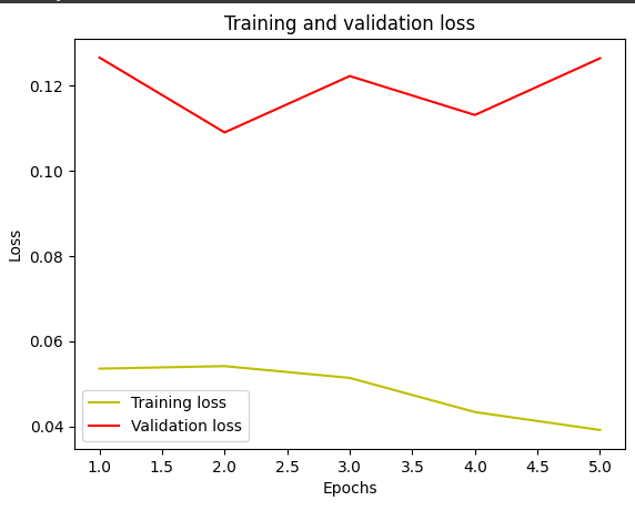 Training and validation loss
0.12
0.10
0.08
0.06
0.04
Loss
Training loss
Validation loss
1.0 1.5 2.0 2.5 3.0 3.5 4.0 4.5 5.0
Epochs